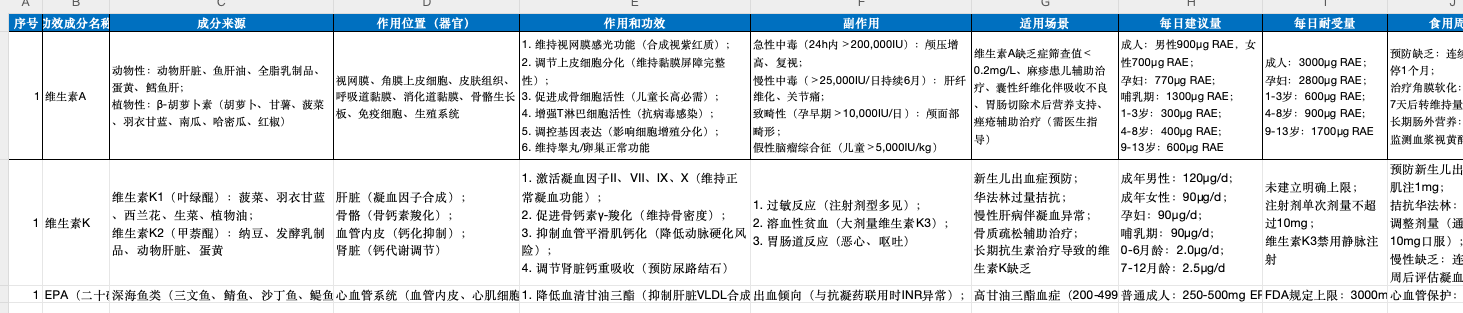 A B C D E F G H I J
序号 功效成分名称 成分来源 作用位置（器官） 作用和功效 副作用 适用场景 每日建议量 每日耐受量 食用周
1
维生素A
动物性：动物肝脏、鱼肝油、全脂乳制品、
蛋黄、鳕鱼肝;
植物性：β-胡萝卜素（胡萝卜、甘薯、菠菜
、羽衣甘蓝、南瓜、哈密瓜、红椒）
视网膜、角膜上皮细胞、皮肤组织、
呼吸道黏膜、消化道黏膜、骨骼生长
板、免疫细胞、生殖系统
1. 维持视网膜感光功能（合成视紫红质）;
2. 调节上皮细胞分化（维持黏膜屏障完整
性）;
3. 促进成骨细胞活性（儿童长高必需）;
4. 增强T淋巴细胞活性（抗病毒感染）;
5. 调控基因表达（影响细胞增殖分化）;
6. 维持睾丸/卵巢正常功能
急性中毒（24h内 >200,000IU）：颅压增
高、复视;
慢性中毒（ >25,000IU/日持续6月）：肝纤
维化、关节痛;
致畸性（孕早期 >10,000IU/日）：颅面部
畸形;
假性脑瘤综合征（儿童 >5,000IU/kg）
维生素A缺乏症筛查值 <
0.2mg/L、麻疹患儿辅助治
疗、囊性纤维化伴吸收不良
、胃肠切除术后营养支持、
痤疮辅助治疗（需医生指
导）
成人：男性900μg RAE，女
性700μg RAE;
孕妇：770μg RAE;
哺乳期：1300μg RAE;
1-3岁：300μg RAE;
4-8岁：400μg RAE;
9-13岁：600μg RAE
成人：3000μg RAE;
孕妇：2800μg RAE;
1-3岁：600μg RAE;
4-8岁：900μg RAE;
9-13岁：1700μg RAE
预防缺乏：连续
停1个月;
治疗角膜软化：
7天后转维持量
长期肠外营养：
监测血浆视黄醇
1
维生素K
维生素K1（叶绿醌）：菠菜、羽衣甘蓝
、西兰花、生菜、植物油;
维生素K2（甲萘醌）：纳豆、发酵乳制
品、动物肝脏、蛋黄
肝脏（凝血因子合成）;
骨骼（骨钙素羧化）;
血管内皮（钙化抑制）;
肾脏（钙代谢调节）
1. 激活凝血因子II、VII、IX、X（维持正
常凝血功能）;
2. 促进骨钙素γ-羧化（维持骨密度）;
3. 抑制血管平滑肌钙化（降低动脉硬化风
险）;
4. 调节肾脏钙重吸收（预防尿路结石）
1. 过敏反应（注射剂型多见）;
2. 溶血性贫血（大剂量维生素K3）;
3. 胃肠道反应（恶心、呕吐）
新生儿出血症预防;
华法林过量拮抗;
慢性肝病伴凝血异常;
骨质疏松辅助治疗;
长期抗生素治疗导致的维
生素K缺乏
成年男性：120μg/d;
成年女性：90μg/d;
孕妇：90μg/d;
哺乳期：90μg/d;
0-6月龄：2.0μg/d;
7-12月龄：2.5μg/d
未建立明确上限;
注射剂单次剂量不超
过10mg ;
维生素K3禁用静脉注
射
预防新生儿出
肌注1mg;
拮抗华法林：
调整剂量（通
10mg口服）;
慢性缺乏：连
周后评估凝血
1
EPA（二十
深海鱼类（三文鱼、鲭鱼、沙丁鱼、鳀鱼
心血管系统（血管内皮、心肌细胞
1. 降低血清甘油三酯（抑制肝脏VLDL合成
出血倾向（与抗凝药联用时INR异常）;
高甘油三酯血症（200-499
普通成人：250-500mg EP
FDA规定上限：3000m
心血管保护：